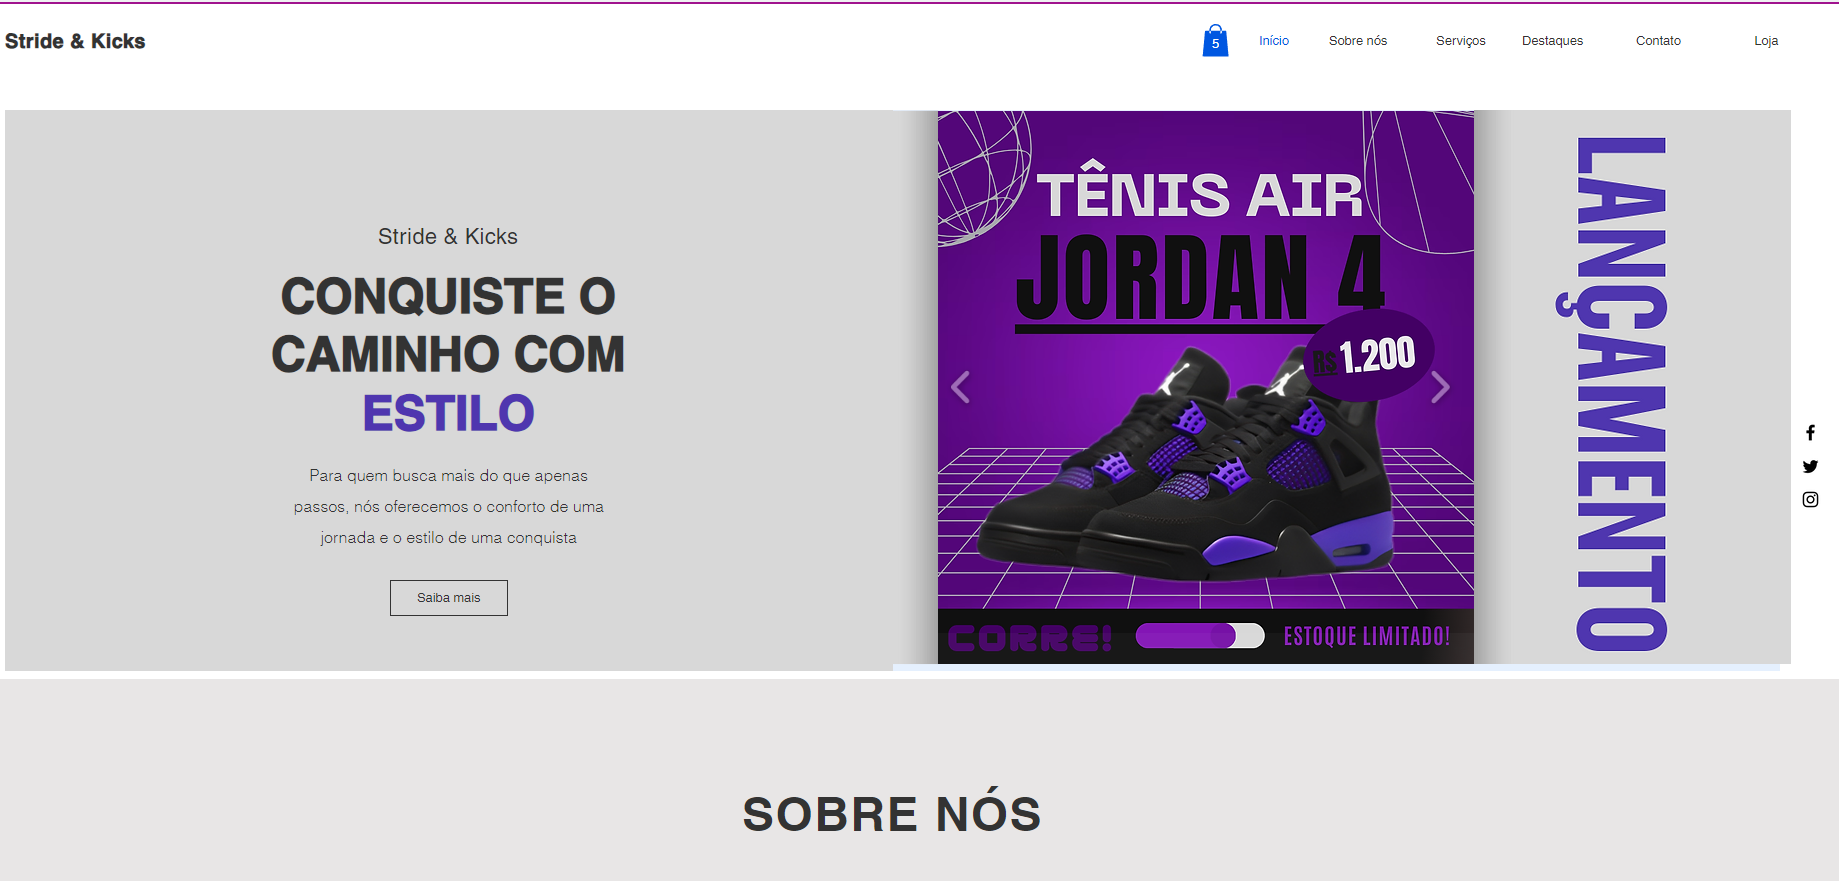 Stride & Kicks
5
Início
Sobre nós
Serviços
Destaques
Contato
Loja
Stride & Kicks
CONQUISTE O
CAMINHO COM
ESTILO
Para quem busca mais do que apenas
passos, nós oferecemos o conforto de uma
jornada e o estilo de uma conquista
Saiba mais
TÊNIS AIR
JORDAN 4
R$ 1.200
CORRE!
ESTOQUE LIMITADO!
LANÇAMENTO
SOBRE NÓS